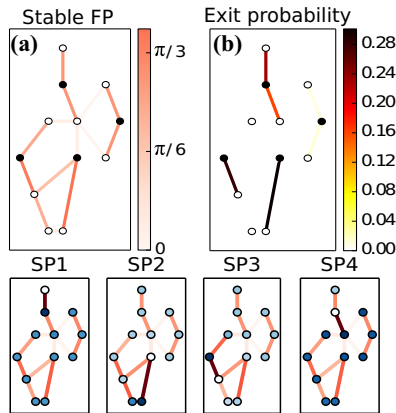 Stable FP
Exit probability
(a)
π/3
π/6
0
(b)
0.28
0.24
0.20
0.16
0.12
0.08
0.04
0.00
SP1
SP2
SP3
SP4